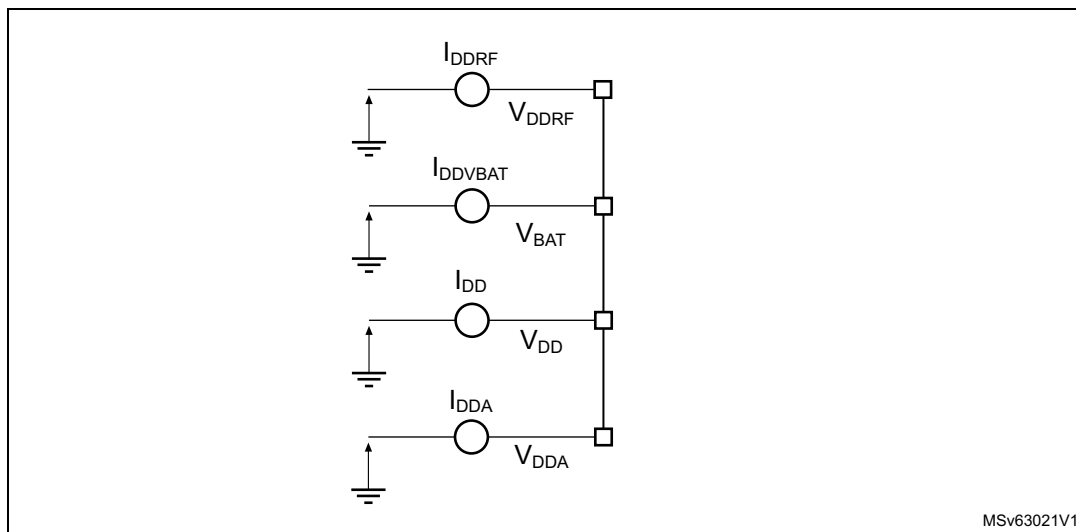 IDDRF
VDDRF
IDDVBAT
VBAT
IDD
VDD
IDDA
VDDA
MSv63021V1